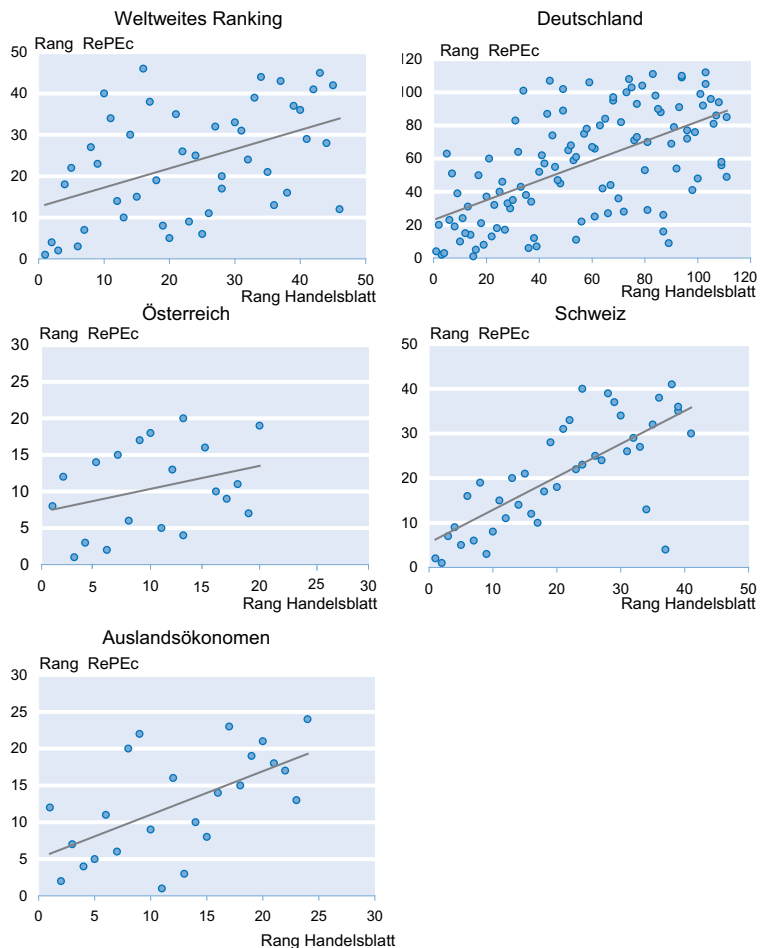 Weltweites Ranking
Rang RePEc
50
40
30
20
10
0
0 10 20 30 40 50
Rang Handelsblatt
Deutschland
Rang RePEc
120
100
80
60
40
20
0
0 20 40 60 80 100 120
Rang Handelsblatt
Österreich
Rang RePEc
30
25
20
15
10
5
0
0 5 10 15 20 30 30
Rang Handelsblatt
Schweiz
Rang RePEc
50
40
30
20
10
0
0 10 20 30 40 50
Rang Handelsblatt
Auslandsökonomen
Rang RePEc
30
25
20
15
10
5
0
0 5 10 15 20 25 30
Rang Handelsblatt